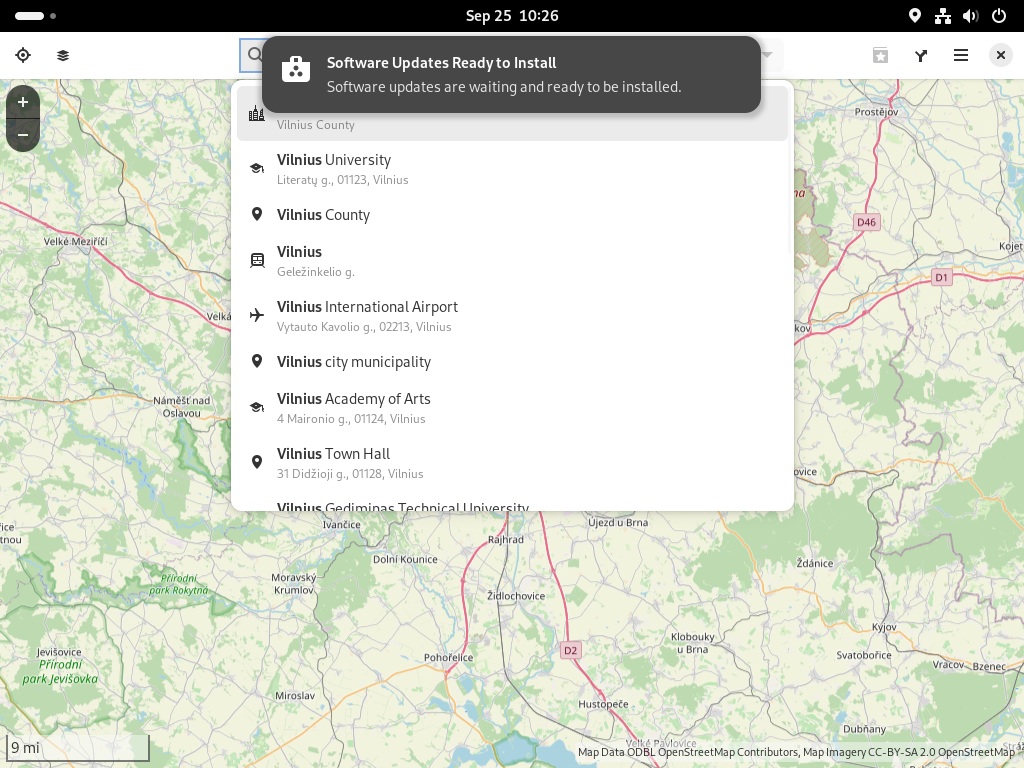 Sep 25 10:26
Software Updates Ready to Install
Software updates are waiting and ready to be installed.
Vilnius County
Vilnius University
Literatų g., 01123, Vilnius
Vilnius County
Vilnius
Geležinkelio g.
Vilnius International Airport
Vytauto Kavolio g., 02213, Vilnius
Vilnius city municipality
Vilnius Academy of Arts
4 Maironio g., 01124, Vilnius
Vilnius Town Hall
31 Didžioji g., 01128, Vilnius
Vilnius Gediminas Technical University
+
−
Prostějov
D46
Velké Meziříčí
Kojet
D1
Velká
kov
Náměšť nad
Oslavou
ovice
Ivančice
Újezd u Brna
Rajhrad
Dolní Kounice
Ždánice
Moravský
Krumlov
Přírodní
park Rokytná
Židlochovice
Kyjov
Klobouky
u Brna
Jevišovice
Přírodní
park Jevišovka
D2
Pohořelice
Svatobořice
Vracov
Bzenec
Miroslav
Hustopeče
Dubňany
Velké Pavlovice
9 mi
Map Data ODBL OpenStreetMap Contributors, Map Imagery CC-BY-SA 2.0 OpenStreetMap